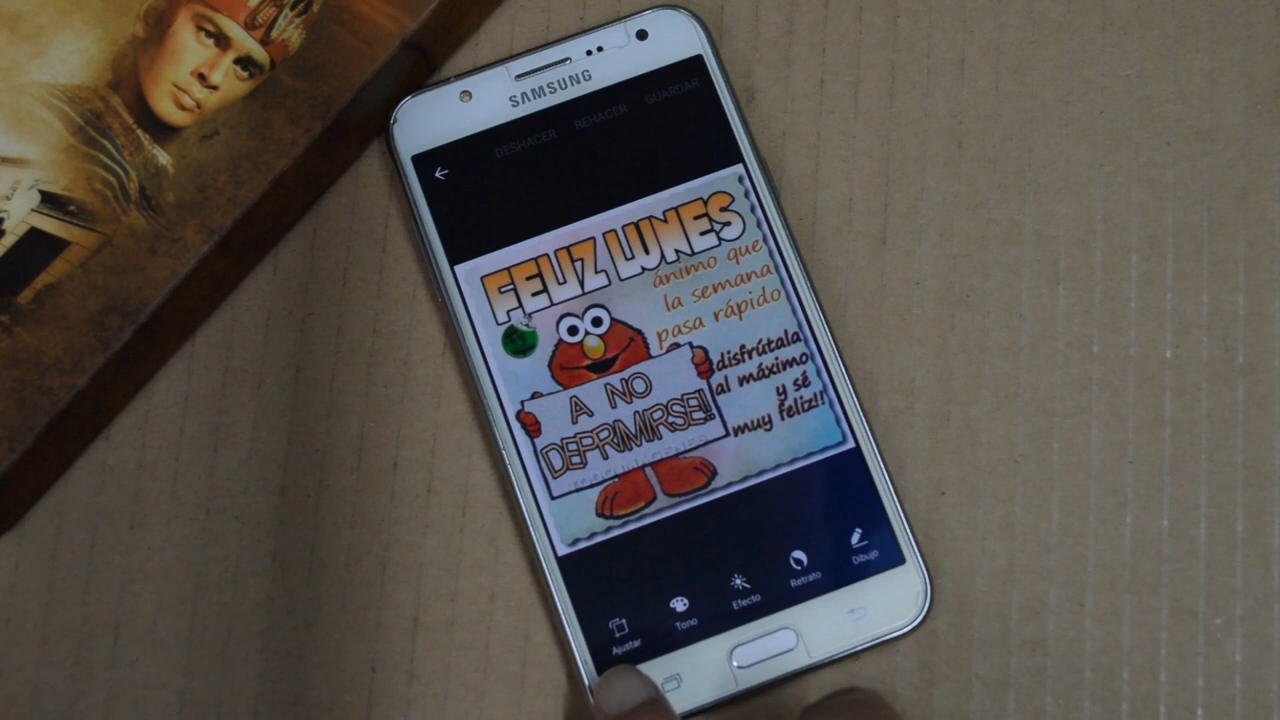 SAMSUNG
DESHACER REHACER GUARDAR
FELIZ LUNES
ánimo que
la semana
pasa rápido
disfrútala
al máximo
y sé
muy feliz!!
A NO
DEPRIMIRSE!!
Ajustar Tono Efecto Retrato Dibujo